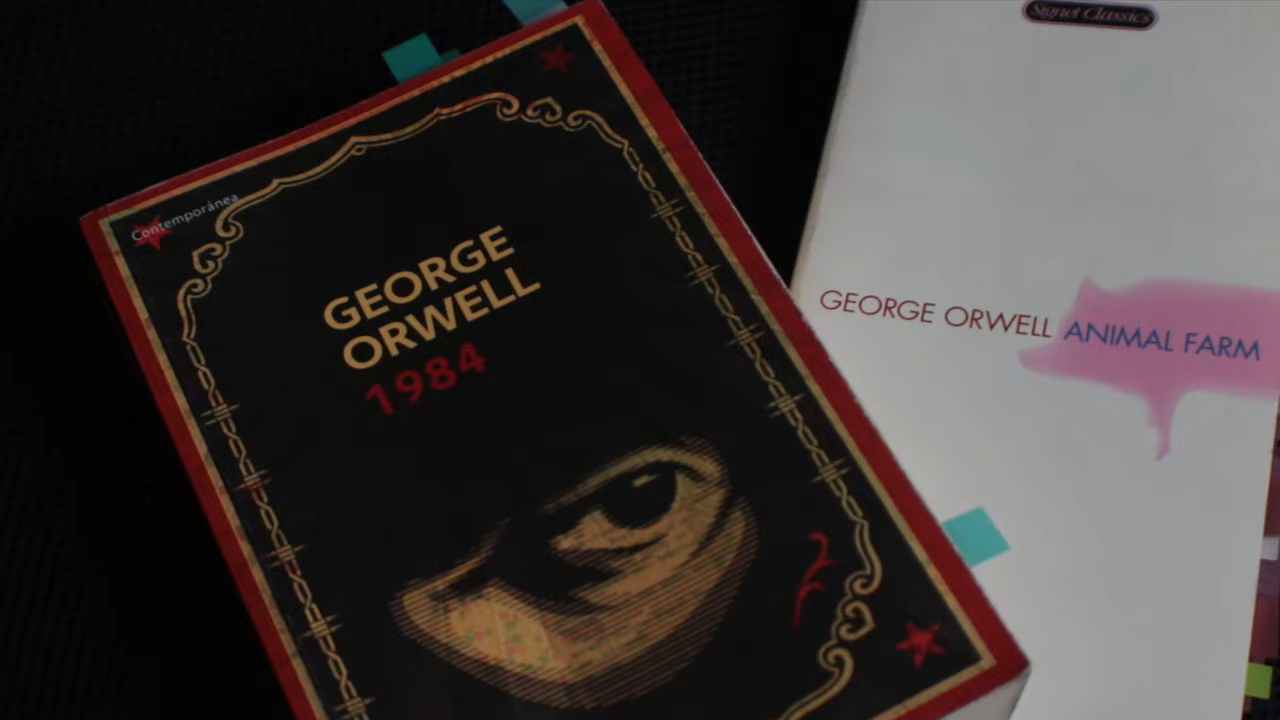 Contemporánea
GEORGE
ORWELL
1984
Signet Classics
GEORGE ORWELL ANIMAL FARM